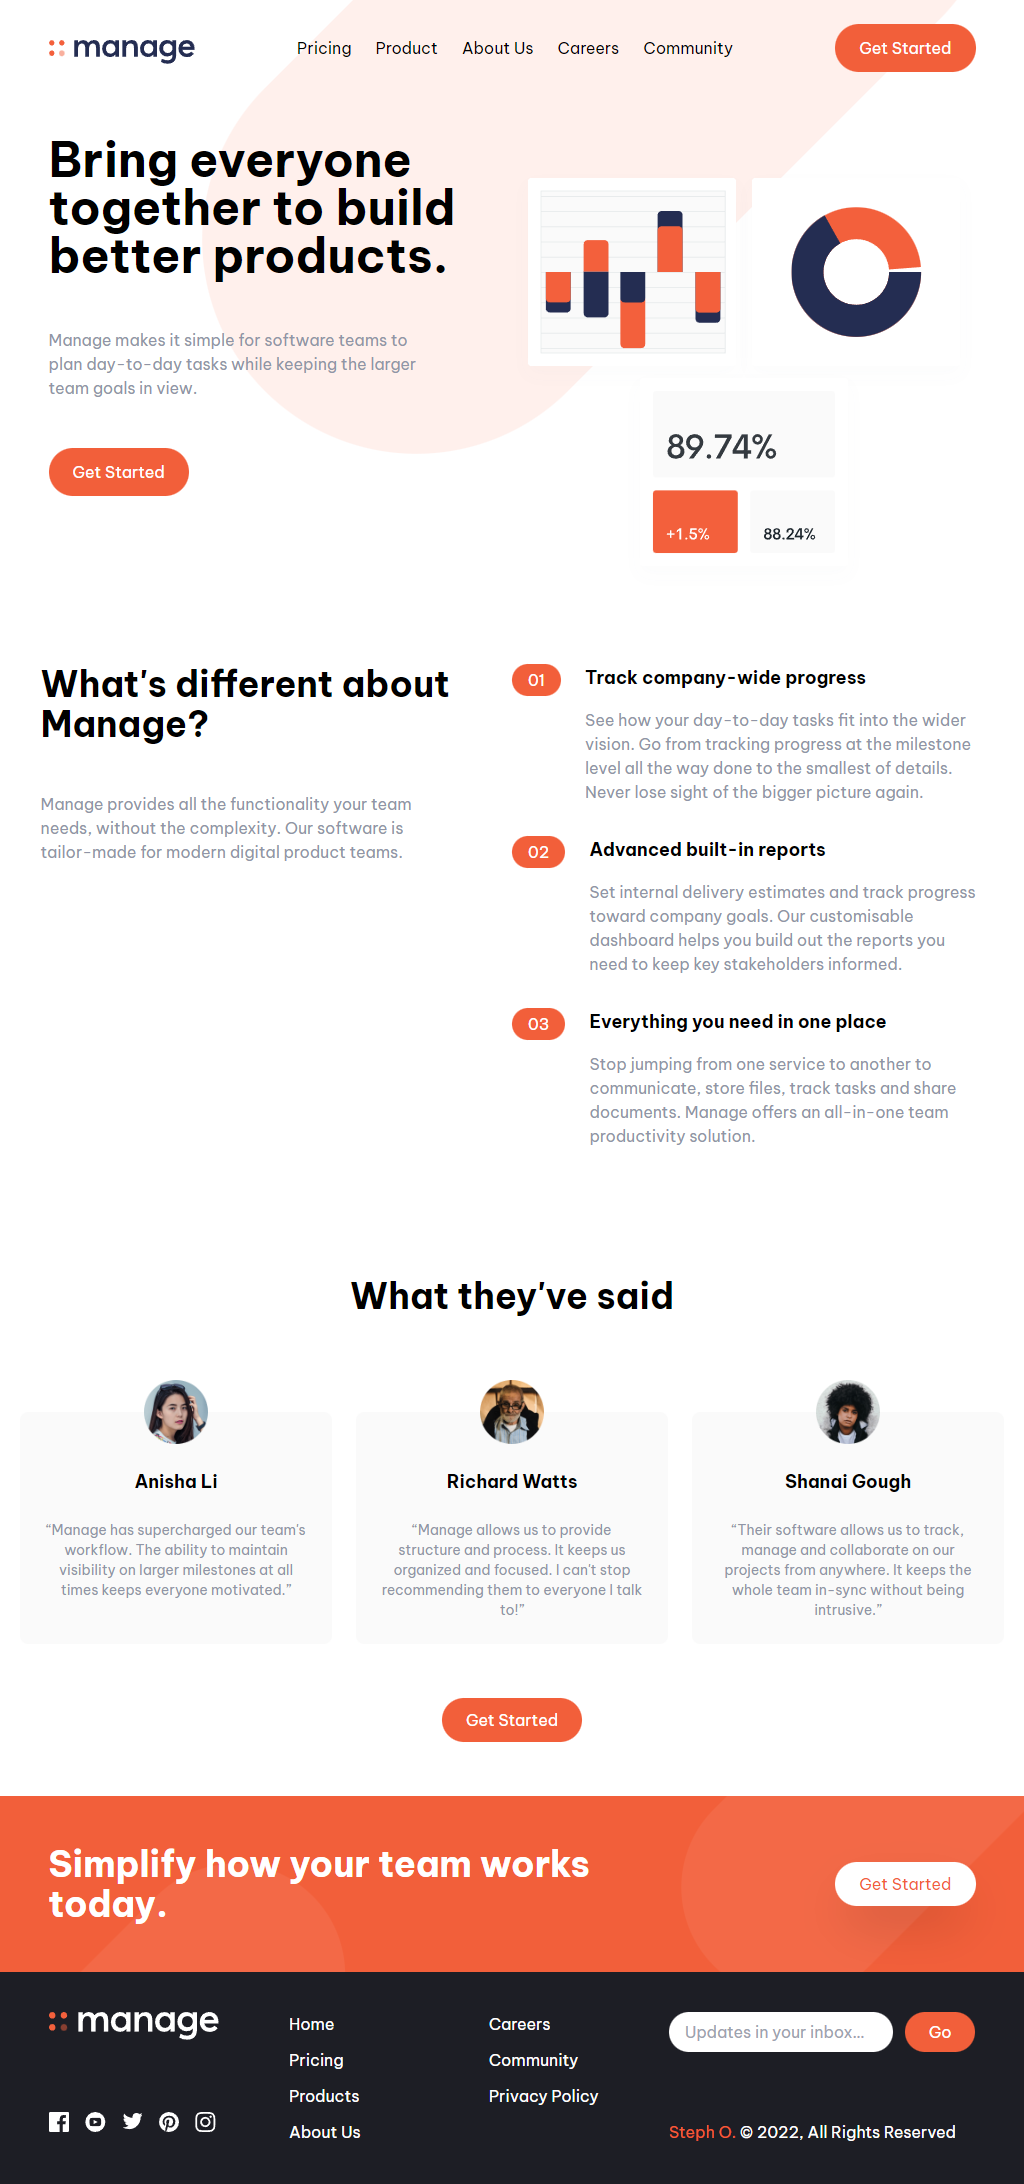 manage
Pricing Product About Us Careers Community
Get Started
Bring everyone
together to build
better products.
Manage makes it simple for software teams to
plan day-to-day tasks while keeping the larger
team goals in view.
Get Started
89.74%
+1.5%
88.24%
What's different about
Manage?
Manage provides all the functionality your team
needs, without the complexity. Our software is
tailor-made for modern digital product teams.
01
Track company-wide progress
See how your day-to-day tasks fit into the wider
vision. Go from tracking progress at the milestone
level all the way done to the smallest of details.
Never lose sight of the bigger picture again.
02
Advanced built-in reports
Set internal delivery estimates and track progress
toward company goals. Our customisable
dashboard helps you build out the reports you
need to keep key stakeholders informed.
03
Everything you need in one place
Stop jumping from one service to another to
communicate, store files, track tasks and share
documents. Manage offers an all-in-one team
productivity solution.
What they've said
Anisha Li
“Manage has supercharged our team's
workflow. The ability to maintain
visibility on larger milestones at all
times keeps everyone motivated.”
Richard Watts
“Manage allows us to provide
structure and process. It keeps us
organized and focused. I can't stop
recommending them to everyone I talk
to!”
Shanai Gough
“Their software allows us to track,
manage and collaborate on our
projects from anywhere. It keeps the
whole team in-sync without being
intrusive.”
Get Started
Simplify how your team works
today.
Get Started
manage
Home
Pricing
Products
About Us
Careers
Community
Privacy Policy
Updates in your inbox...
Go
Steph O. © 2022, All Rights Reserved